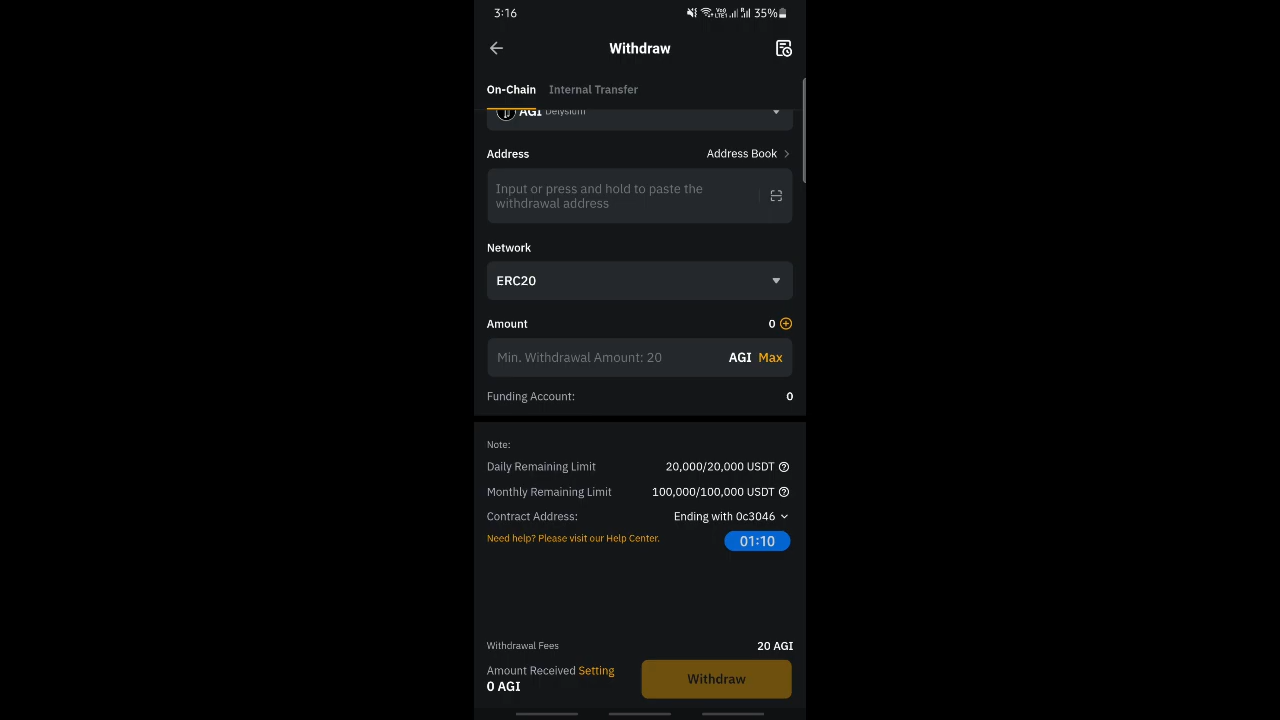 3:16
35%
Withdraw
On-Chain Internal Transfer
AGI Delysium
Address Address Book
Input or press and hold to paste the
withdrawal address
Network
ERC20
Amount 0
Min. Withdrawal Amount: 20 AGI Max
Funding Account: 0
Note:
Daily Remaining Limit 20,000/20,000 USDT
Monthly Remaining Limit 100,000/100,000 USDT
Contract Address: Ending with 0c3046
Need help? Please visit our Help Center. 01:10
Withdrawal Fees 20 AGI
Amount Received Setting
0 AGI
Withdraw